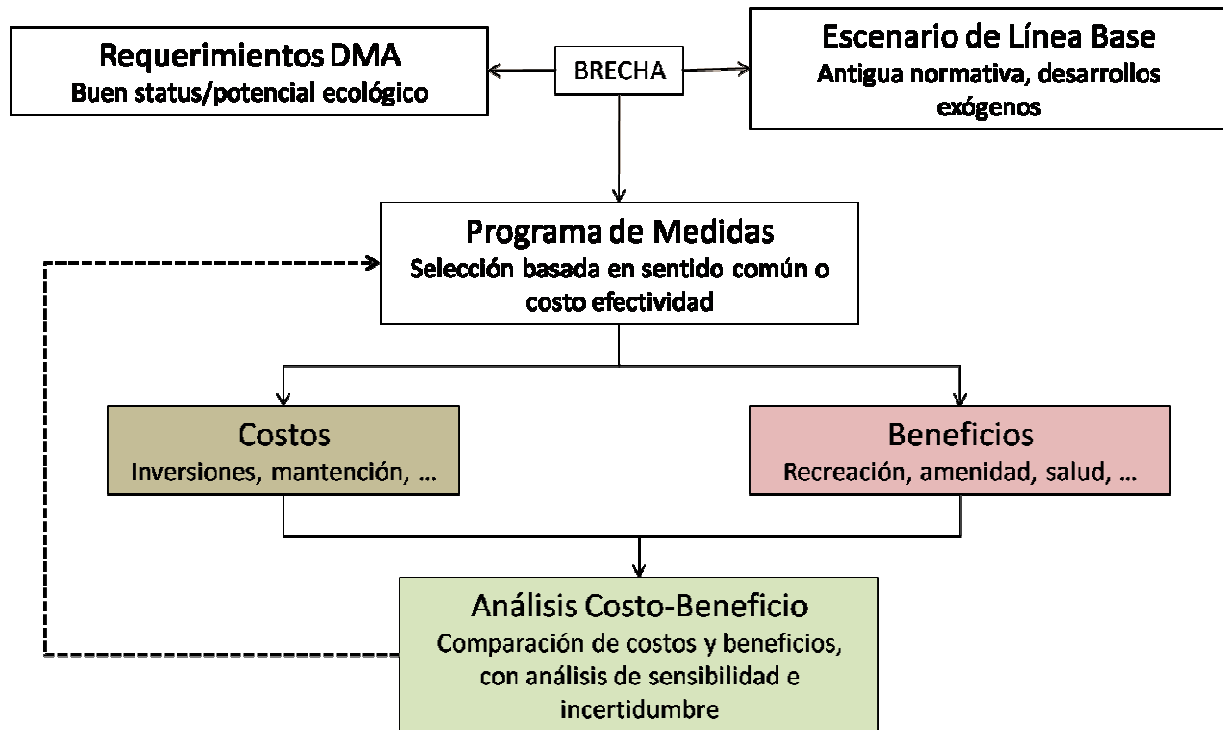 Requerimientos DMA
Buen status/potencial ecológico
BRECHA
Escenario de Línea Base
Antigua normativa, desarrollos
exógenos
Programa de Medidas
Selección basada en sentido común o
costo efectividad
Costos
Inversiones, mantención, ...
Beneficios
Recreación, amenidad, salud, ...
Análisis Costo-Beneficio
Comparación de costos y beneficios,
con análisis de sensibilidad e
incertidumbre